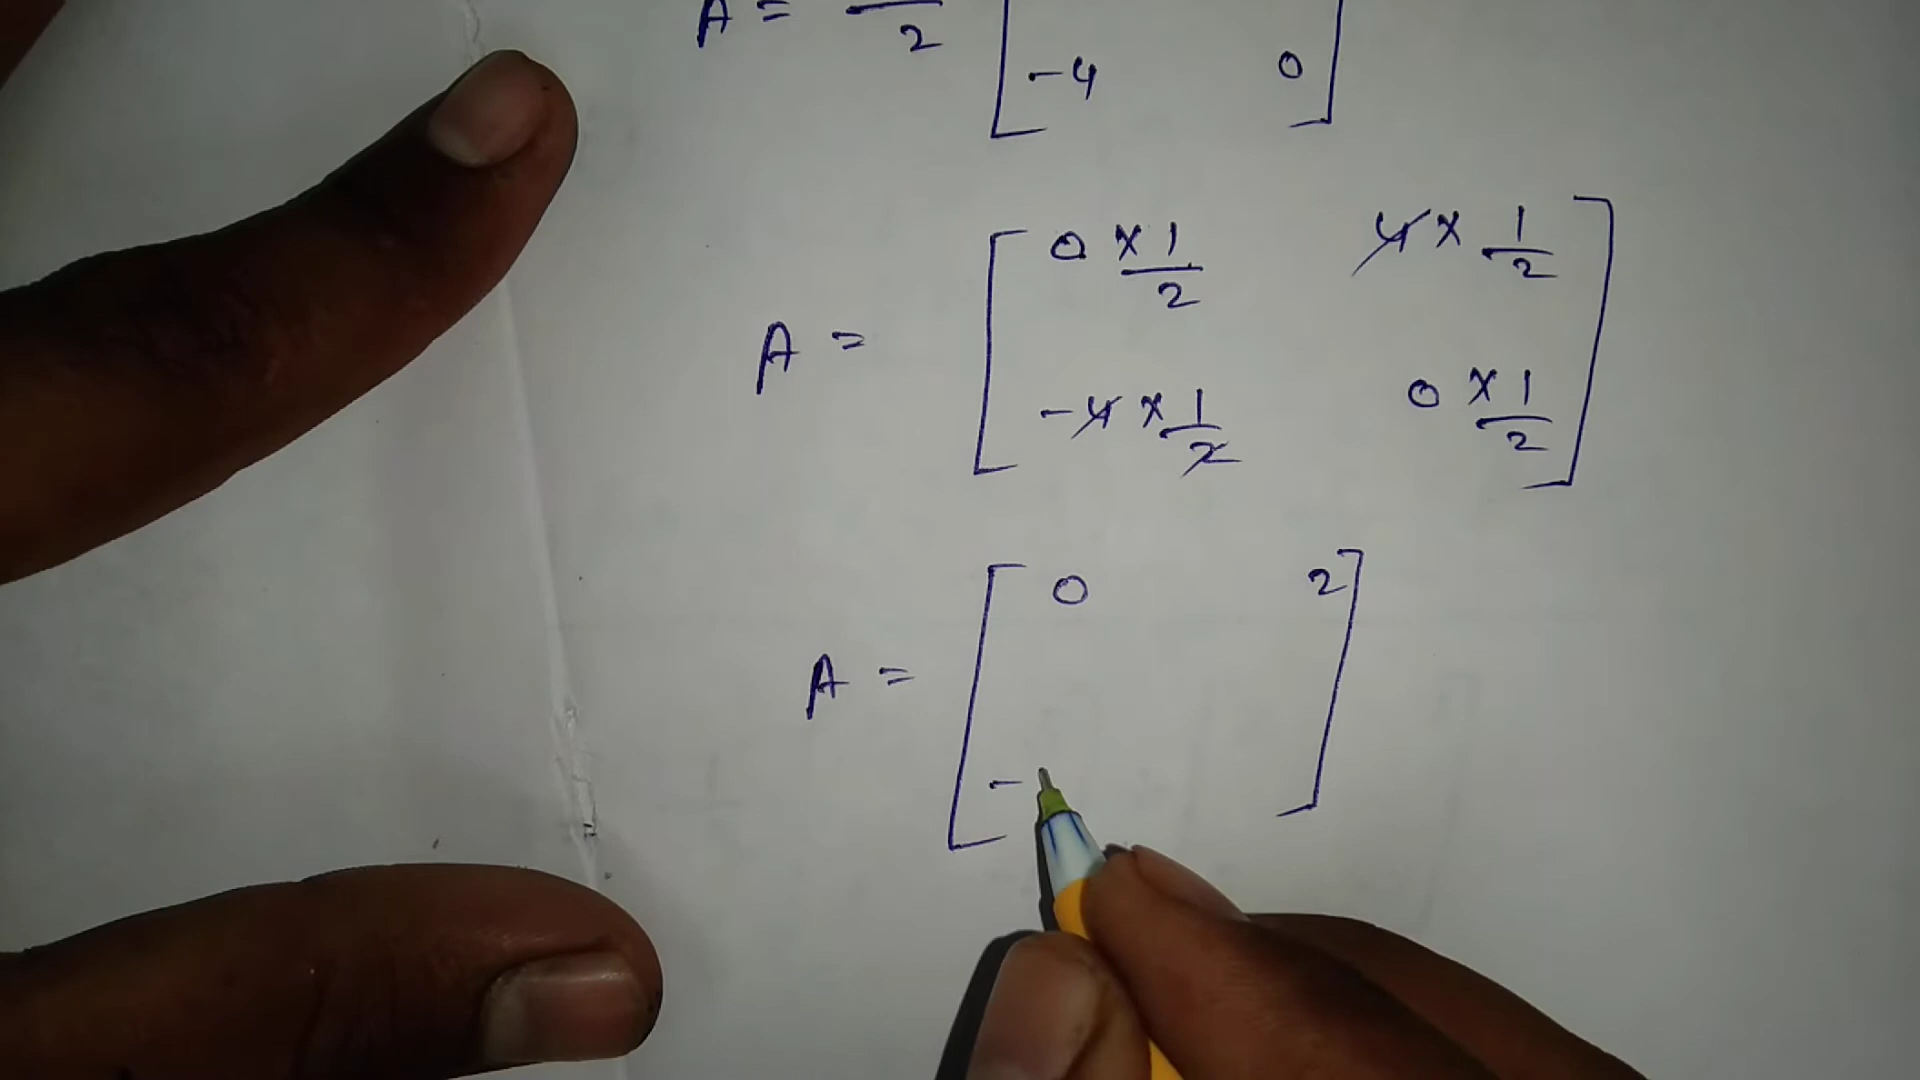 A = /2 [
-4 0 ]
A = [ 0 × 1/2 4 × 1/2
-4 × 1/2 0 × 1/2 ]
A = [ 0 2
- ]